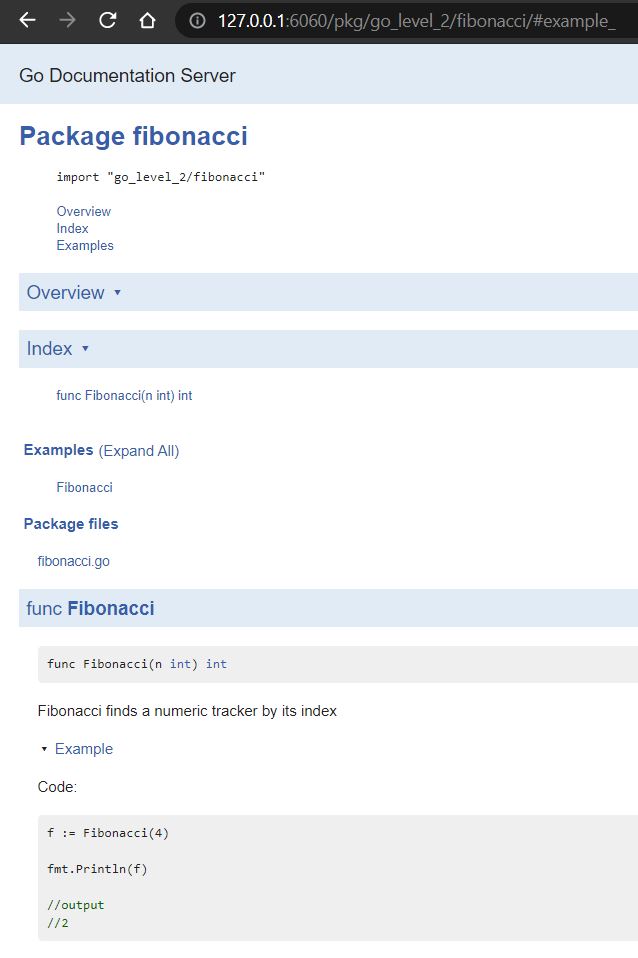 127.0.0.1:6060/pkg/go_level_2/fibonacci/#example_
Go Documentation Server
Package fibonacci
import "go_level_2/fibonacci"
Overview
Index
Examples
Overview ▾
Index ▾
func Fibonacci(n int) int
Examples (Expand All)
Fibonacci
Package files
fibonacci.go
func Fibonacci
func Fibonacci(n int) int
Fibonacci finds a numeric tracker by its index
▾ Example
Code:
f := Fibonacci(4)
fmt.Println(f)
//output
//2